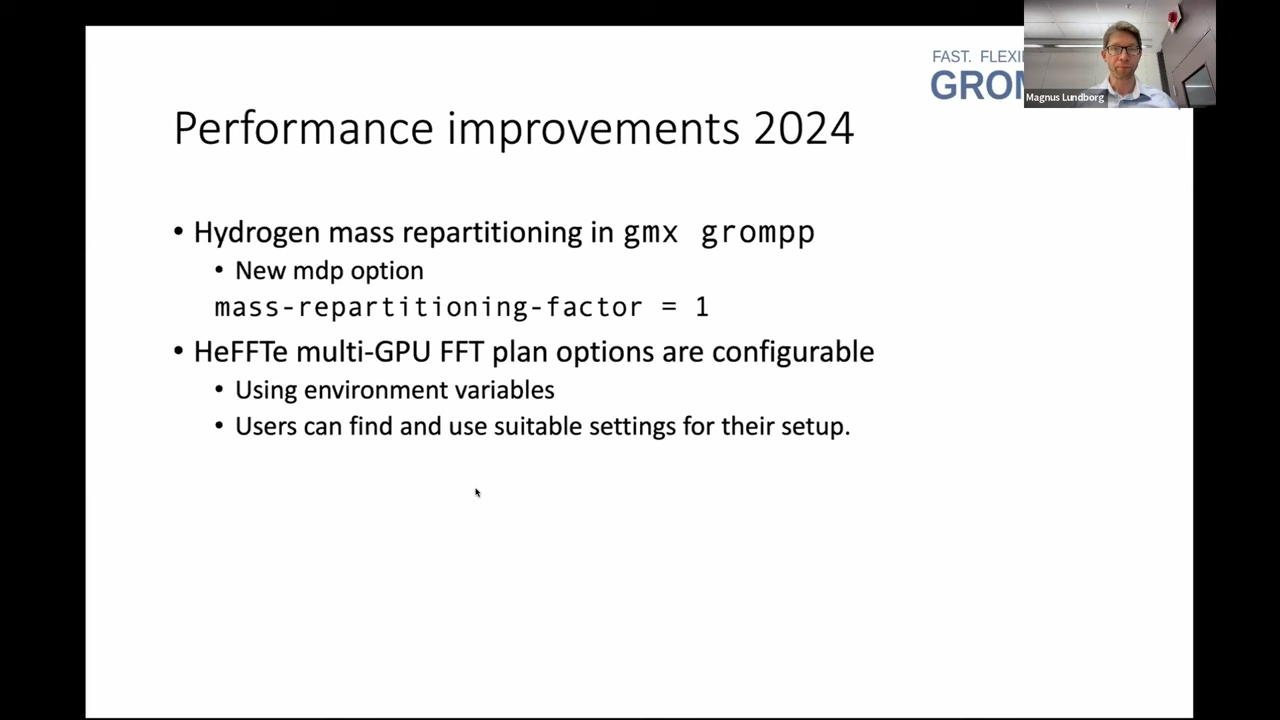 FAST. FLEXI
GROM
Magnus Lundborg
Performance improvements 2024
• Hydrogen mass repartitioning in gmx grompp
• New mdp option
mass-repartitioning-factor = 1
• HeFFTe multi-GPU FFT plan options are configurable
• Using environment variables
• Users can find and use suitable settings for their setup.